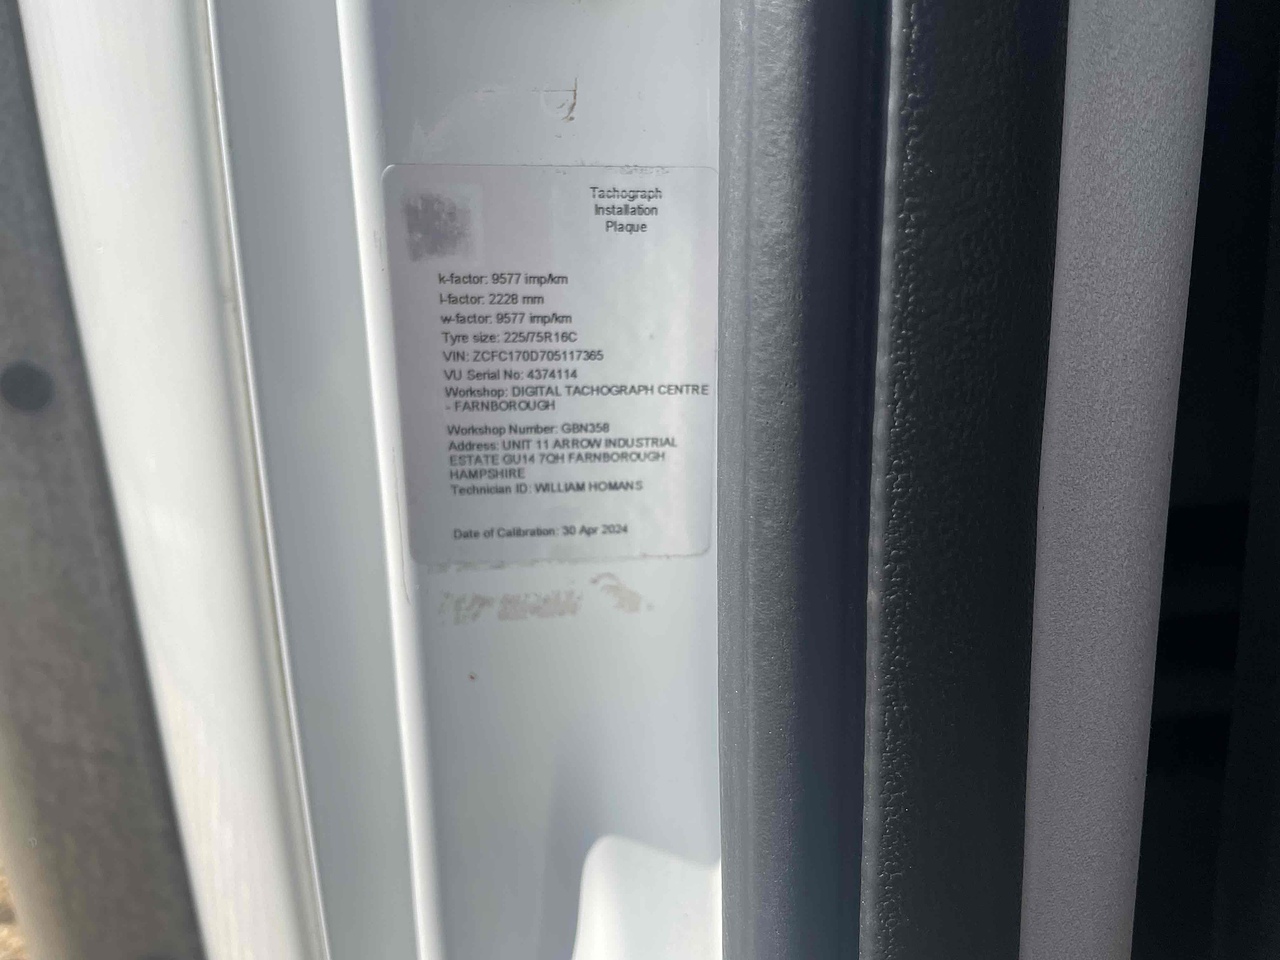 Tachograph
Installation
Plaque
k-factor: 9577 imp/km
l-factor: 2228 mm
w-factor: 9577 imp/km
Tyre size: 225/75R16C
VIN: ZCFC170D705117365
VU Serial No: 4374114
Workshop: DIGITAL TACHOGRAPH CENTRE
- FARNBOROUGH
Workshop Number: GBN358
Address: UNIT 11 ARROW INDUSTRIAL
ESTATE GU14 7QH FARNBOROUGH
HAMPSHIRE
Technician ID: WILLIAM HOMANS
Date of Calibration: 30 Apr 2024